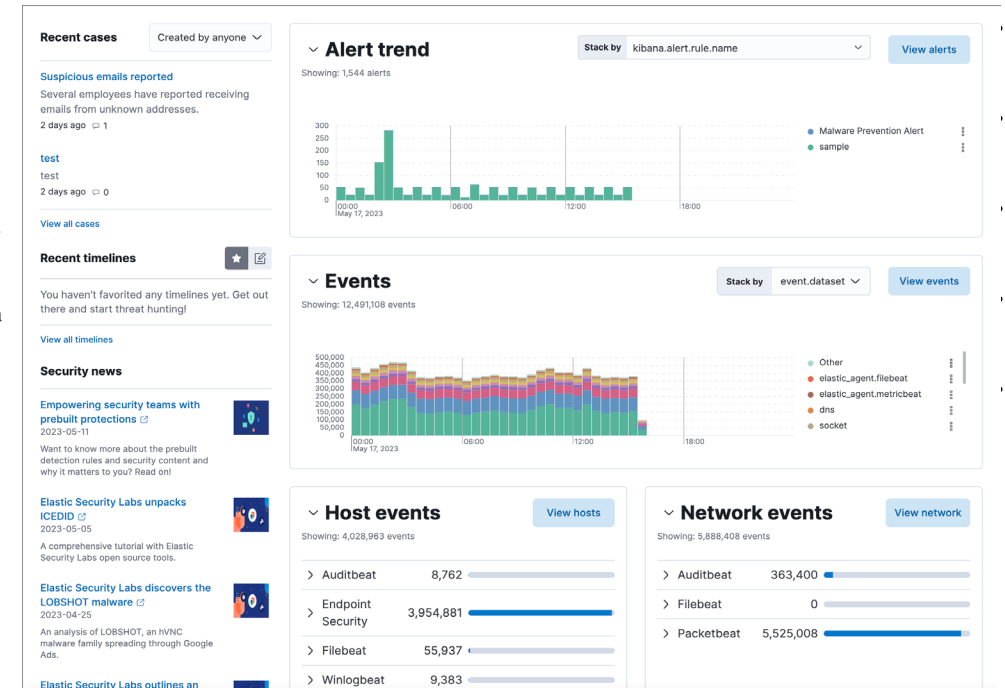 Recent cases
Created by anyone
Suspicious emails reported
Several employees have reported receiving
emails from unknown addresses.
2 days ago 1
test
test
2 days ago 0
View all cases
Recent timelines
You haven't favorited any timelines yet. Get out
there and start threat hunting!
View all timelines
Security news
Empowering security teams with
prebuilt protections
2023-05-11
Want to know more about the prebuilt
detection rules and security content and
why it matters to you? Read on!
Elastic Security Labs unpacks
ICEDID
2023-05-05
A comprehensive tutorial with Elastic
Security Labs open source tools.
Elastic Security Labs discovers the
LOBSHOT malware
2023-04-25
An analysis of LOBSHOT, an hVNC
malware family spreading through Google
Ads.
Elastic Security Labs outlines an
Alert trend
Stack by kibana.alert.rule.name
View alerts
Showing: 1,544 alerts
300
250
200
150
100
50
0
00:00 06:00 12:00 18:00
May 17, 2023
Malware Prevention Alert
sample
Events
Stack by event.dataset
View events
Showing: 12,491,108 events
500,000
450,000
400,000
350,000
300,000
250,000
200,000
150,000
100,000
50,000
0
00:00 06:00 12:00 18:00
May 17, 2023
Other
elastic_agent.filebeat
elastic_agent.metricbeat
dns
socket
Host events
View hosts
Showing: 4,028,963 events
Auditbeat 8,762
Endpoint
Security 3,954,881
Filebeat 55,937
Winlogbeat 9,383
Network events
View network
Showing: 5,888,408 events
Auditbeat 363,400
Filebeat 0
Packetbeat 5,525,008